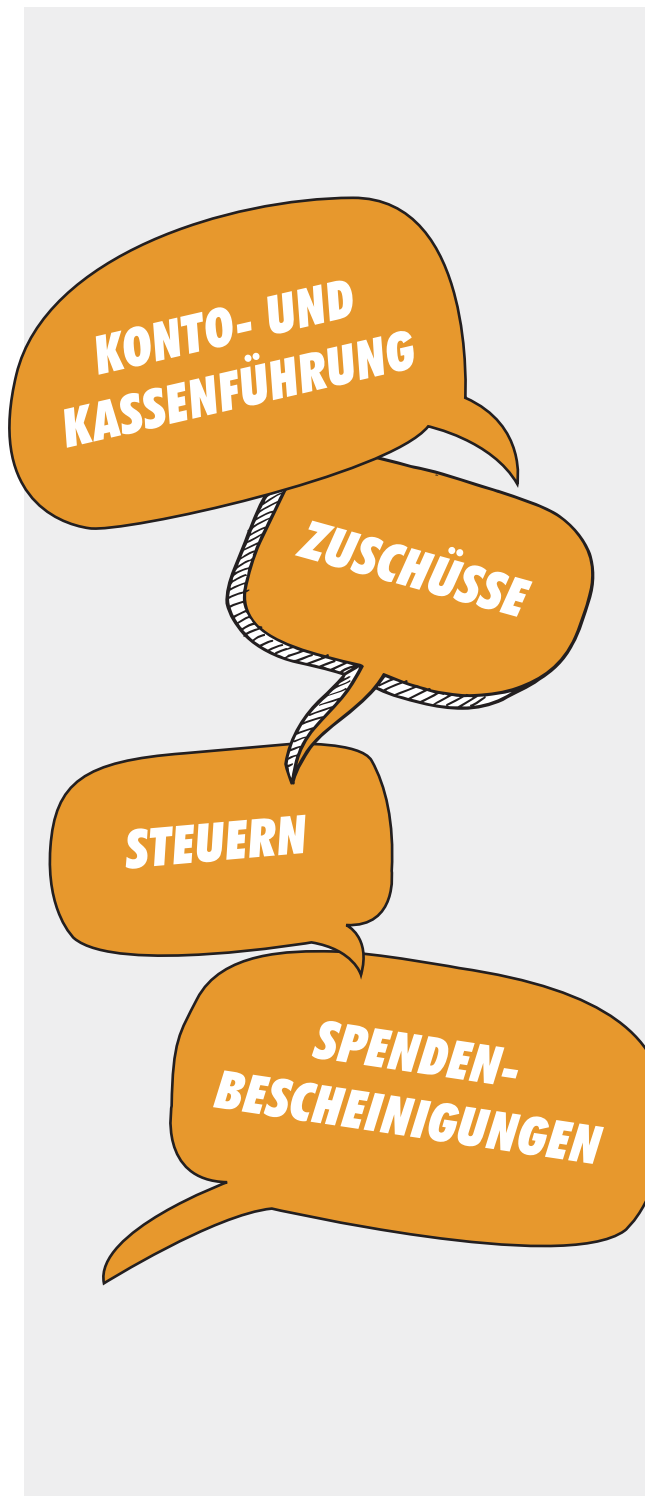 KONTO- UND
KASSENFÜHRUNG
ZUSCHÜSSE
STEUERN
SPENDEN-
BESCHEINIGUNGEN